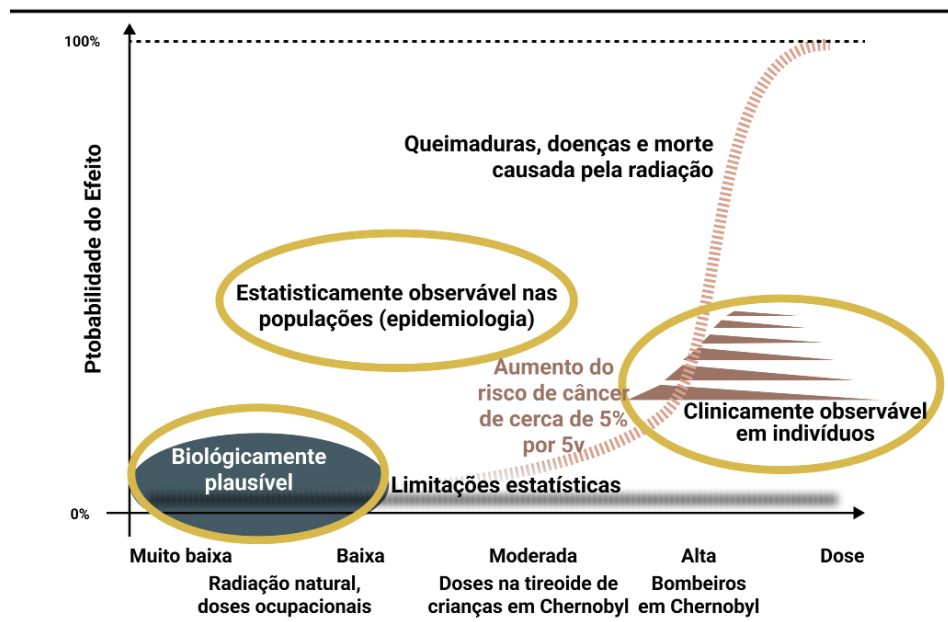 100%
Ptobabilidade do Efeito
Queimaduras, doenças e morte
causada pela radiação
Estatisticamente observável nas
populações (epidemiologia)
Aumento do
risco de câncer
de cerca de 5%
por 5v
Clinicamente observável
em indivíduos
Biológicamente
plausível
Limitações estatísticas
0%
Muito baixa
Baixa
Moderada
Alta
Dose
Radiação natural,
doses ocupacionais
Doses na tireoide de
crianças em Chernobyl
Bombeiros
em Chernobyl